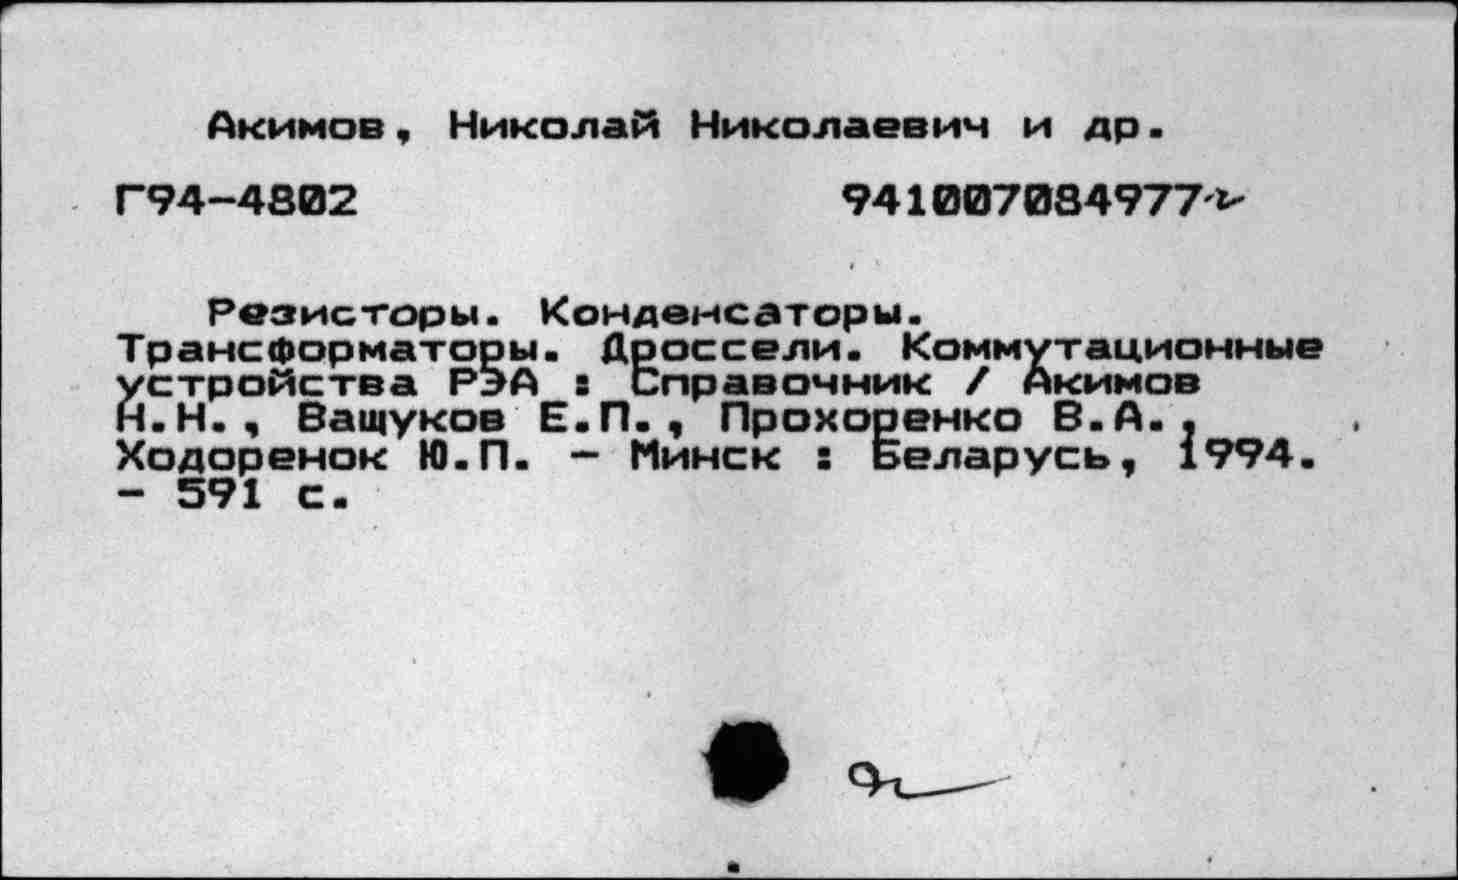 Акимов, Николай Николаевич и др.
Г94-4802 941007084977
Резисторы. Конденсаторы.
Трансформаторы. Дроссели. Коммутационные
устройства РЭА : Справочник / Акимов
Н.Н., Ващуков Е.П., Прохоренко В.А.,
Ходоренок Ю.П. - Минск : Беларусь, 1994.
- 591 с.